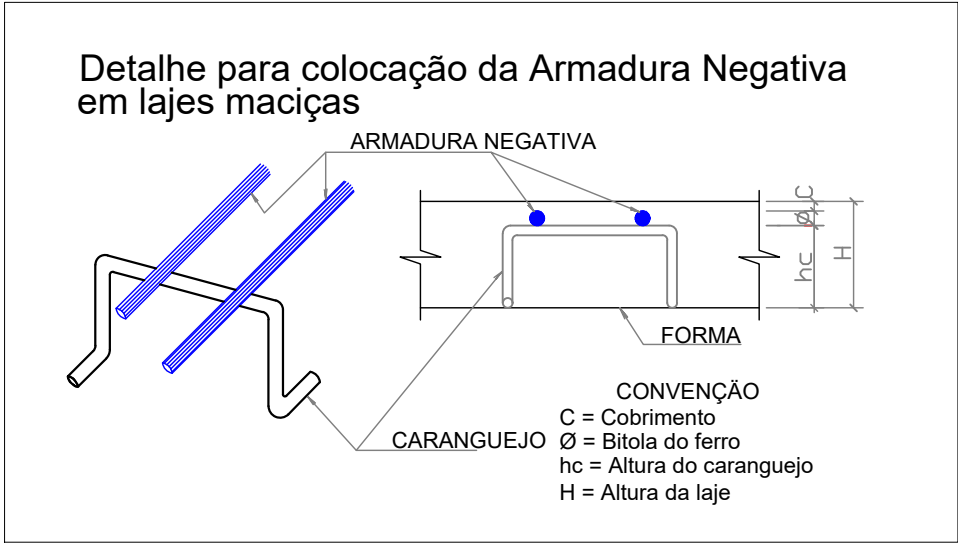 Detalhe para colocação da Armadura Negativa
em lajes maciças
ARMADURA NEGATIVA
C
Ø
hc
H
FORMA
CARANGUEJO
CONVENÇÃO
C = Cobrimento
Ø = Bitola do ferro
hc = Altura do caranguejo
H = Altura da laje